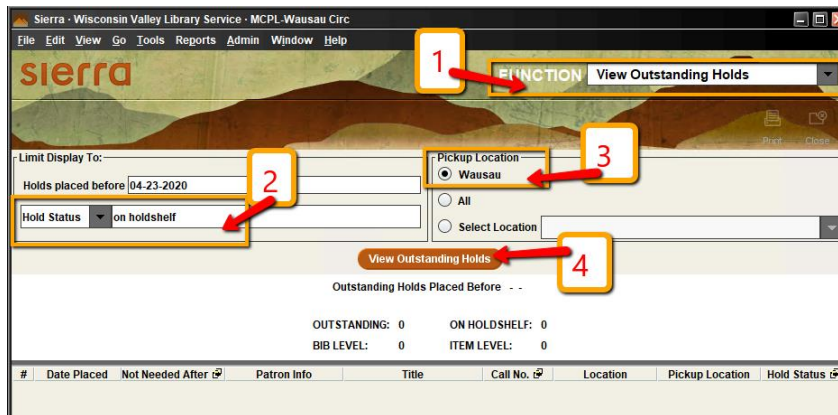 Sierra · Wisconsin Valley Library Service · MCPL-Wausau Circ
File Edit View Go Tools Reports Admin Window Help
sierra
1
FUNCTION View Outstanding Holds
Print Close
Limit Display To:
Holds placed before 04-23-2020
2
Hold Status on holdshelf
Pickup Location
Wausau
3
All
Select Location
View Outstanding Holds
4
Outstanding Holds Placed Before - -
OUTSTANDING: 0 ON HOLDSHELF: 0
BIB LEVEL: 0 ITEM LEVEL: 0
# Date Placed Not Needed After Patron Info Title Call No. Location Pickup Location Hold Status